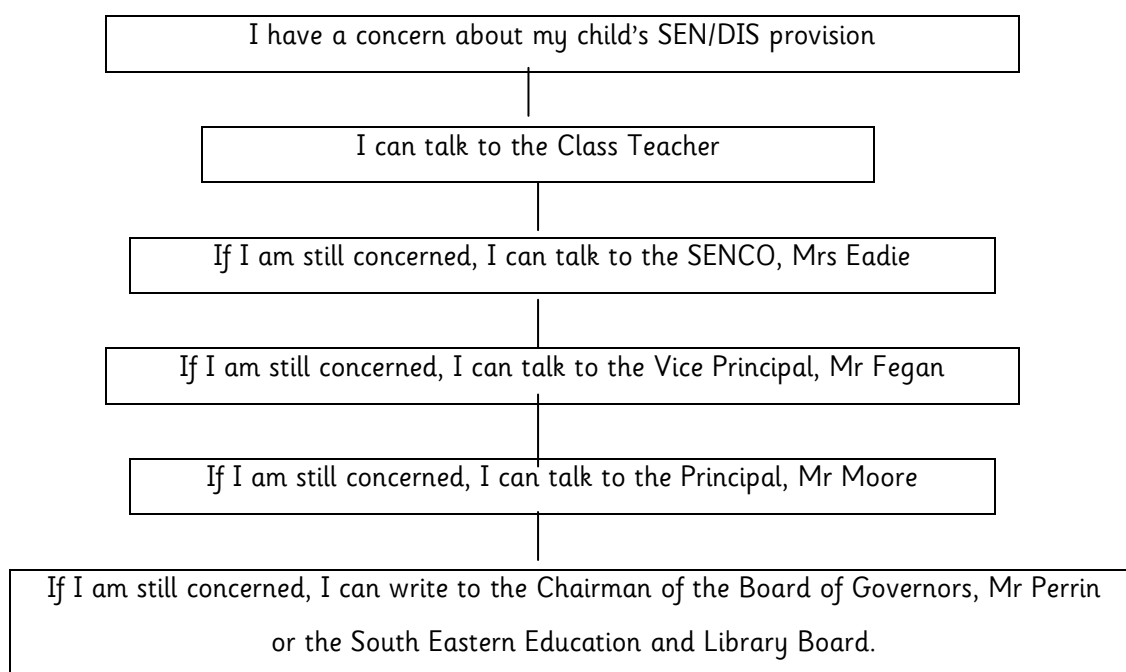 I have a concern about my child’s SEN/DIS provision
I can talk to the Class Teacher
If I am still concerned, I can talk to the SENCO, Mrs Eadie
If I am still concerned, I can talk to the Vice Principal, Mr Fegan
If I am still concerned, I can talk to the Principal, Mr Moore
If I am still concerned, I can write to the Chairman of the Board of Governors, Mr Perrin
or the South Eastern Education and Library Board.